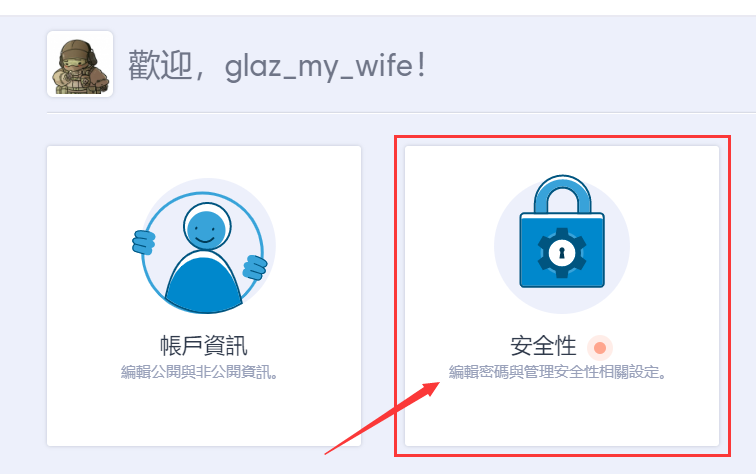 歡迎，glaz_my_wife！
帳戶資訊
編輯公開與非公開資訊。
安全性
編輯密碼與管理安全性相關設定。